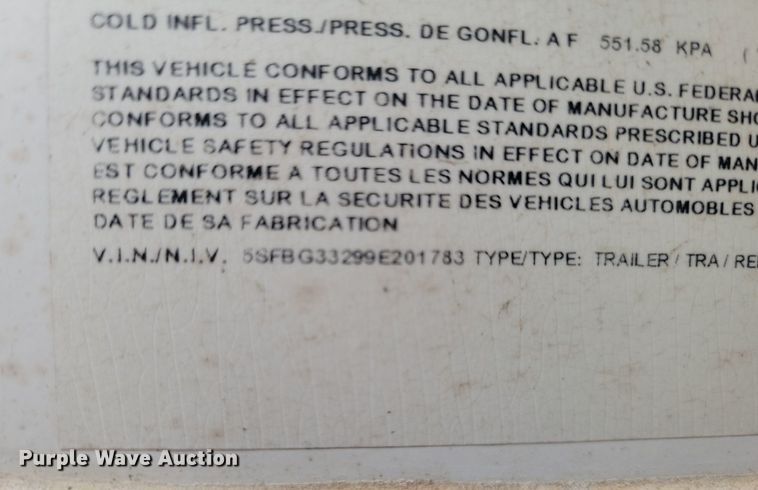 COLD INFL. PRESS./PRESS. DE GONFL. A F 551.58 KPA (
THIS VEHICLE CONFORMS TO ALL APPLICABLE U.S. FEDERA
STANDARDS IN EFFECT ON THE DATE OF MANUFACTURE SHO
CONFORMS TO ALL APPLICABLE STANDARDS PRESCRIBED U
VEHICLE SAFETY REGULATIONS IN EFFECT ON DATE OF MAN
EST CONFORME A TOUTES LES NORMES QUI LUI SONT APPLI
REGLEMENT SUR LA SECURITE DES VEHICLES AUTOMOBLES
DATE DE SA FABRICATION
V.I.N./N.I.V. 5SFBG33299E201783 TYPE/TYPE: TRAILER / TRA / RE
Purple Wave Auction